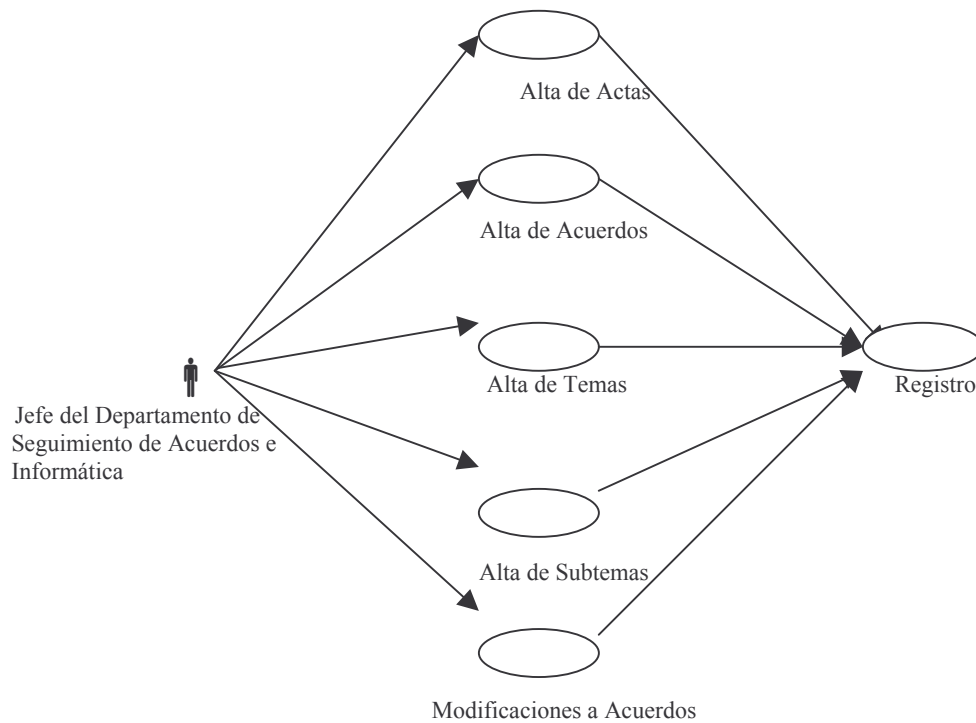 Alta de Actas
Alta de Acuerdos
Alta de Temas
Registro
Jefe del Departamento de
Seguimiento de Acuerdos e
Informática
Alta de Subtemas
Modificaciones a Acuerdos